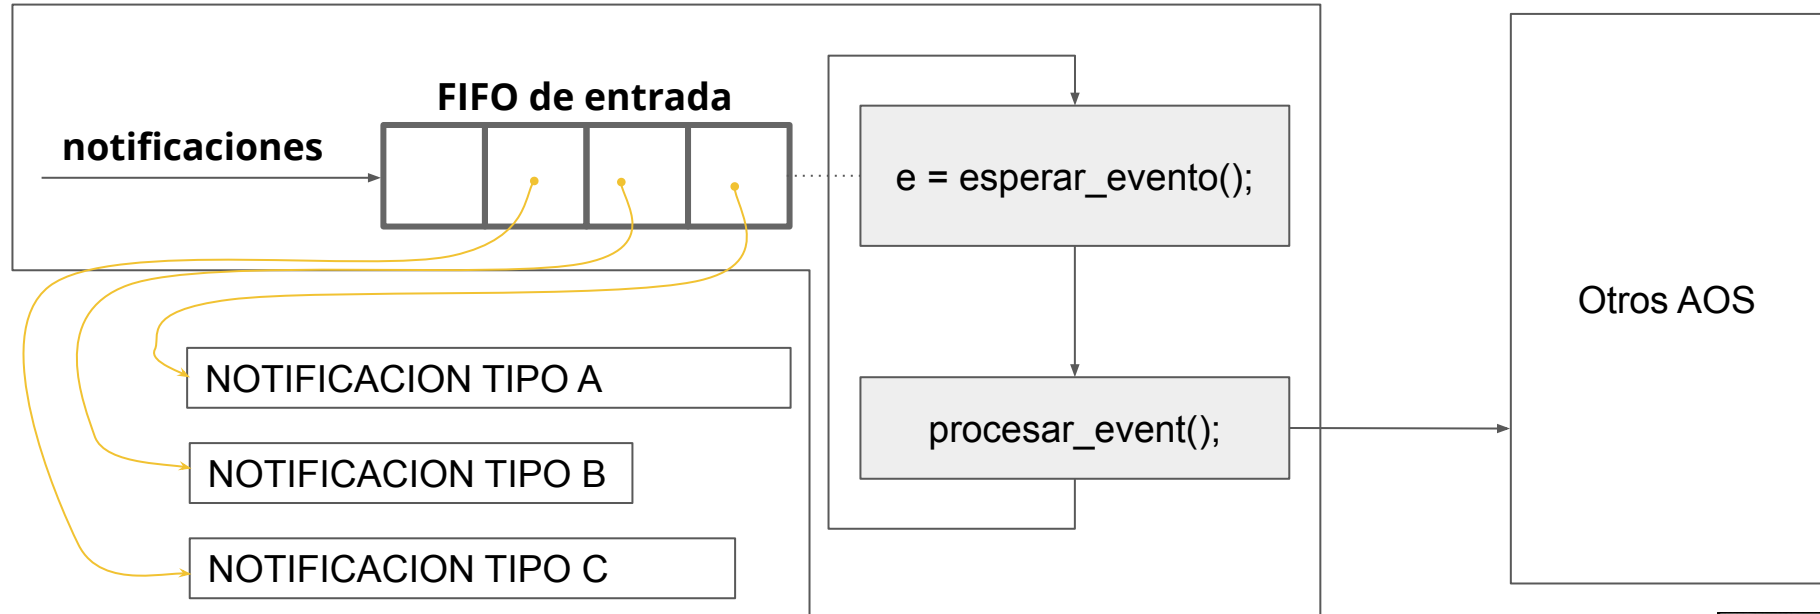 FIFO de entrada
notificaciones
e = esperar_evento();
Otros AOS
NOTIFICACION TIPO A
procesar_event();
NOTIFICACION TIPO B
NOTIFICACION TIPO C